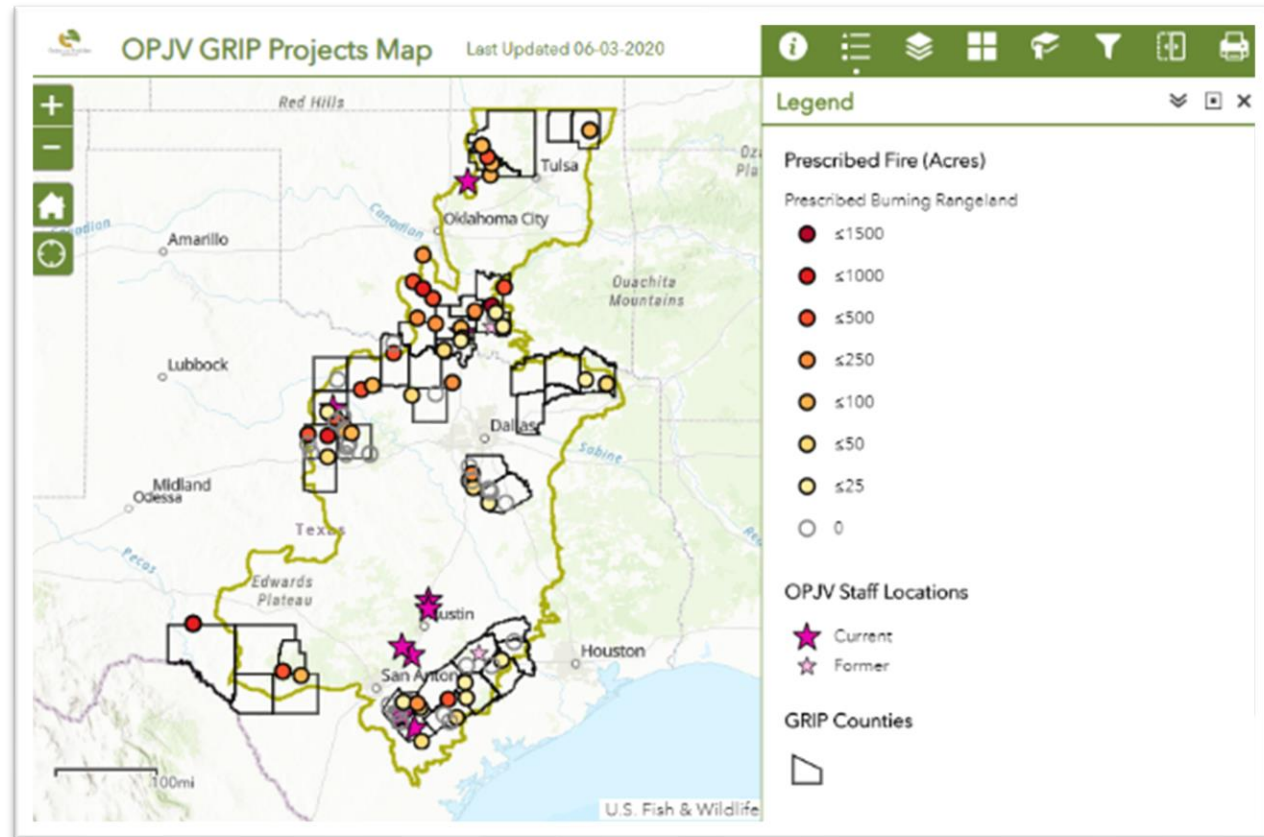 OPJV GRIP Projects Map
Last Updated 06-03-2020
Legend
Prescribed Fire (Acres)
Prescribed Burning Rangeland
≤1500
≤1000
≤500
≤250
≤100
≤50
≤25
0
OPJV Staff Locations
Current
Former
GRIP Counties
Red Hills
Tulsa
Oklahoma City
Canadian
Amarillo
Ouachita
Mountains
Lubbock
Dallas
Sabine
Midland
Odessa
Texas
Pecos
Edwards
Plateau
Houston
San Anton
100mi
U.S. Fish & Wildlife